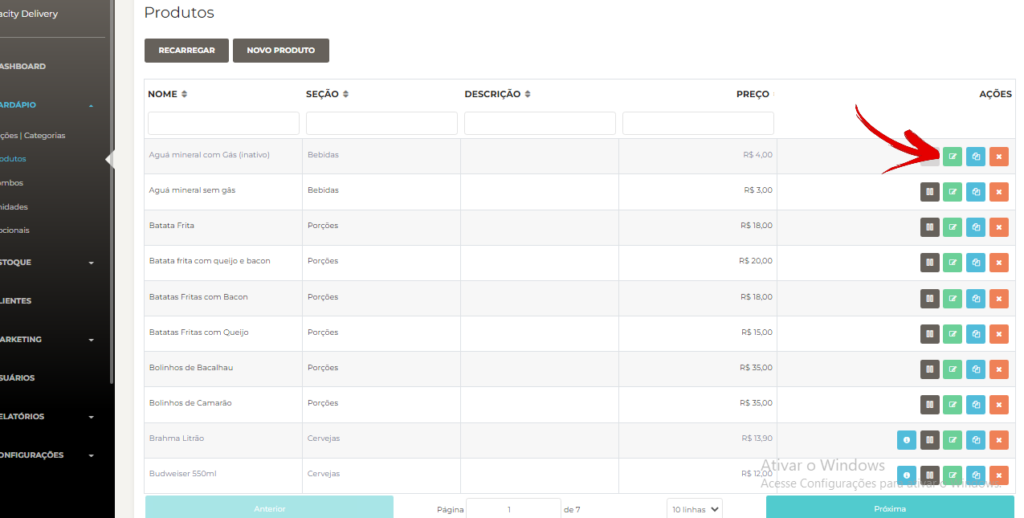 acity Delivery
Produtos
RECARREGAR
NOVO PRODUTO
ASHBOARD
ARDÁPIO
ções | Categorias
odutos
ombos
nidades
pcionais
STOQUE
LIENTES
ARKETING
SUÁRIOS
ELATÓRIOS
ONFIGURAÇÕES
NOME SEÇÃO DESCRIÇÃO PREÇO AÇÕES
Aguá mineral com Gás (inativo) Bebidas R$ 4,00
Aguá mineral sem gás Bebidas R$ 3,00
Batata Frita Porções R$ 18,00
Batata frita com queijo e bacon Porções R$ 20,00
Batatas Fritas com Bacon Porções R$ 18,00
Batatas Fritas com Queijo Porções R$ 15,00
Bolinhos de Bacalhau Porções R$ 35,00
Bolinhos de Camarão Porções R$ 35,00
Brahma Litrão Cervejas R$ 13,90
Budweiser 550ml Cervejas R$ 12,00
Ativar o Windows
Acesse Configurações para ativar o Windows.
Anterior Página 1 de 7 10 linhas Próxima